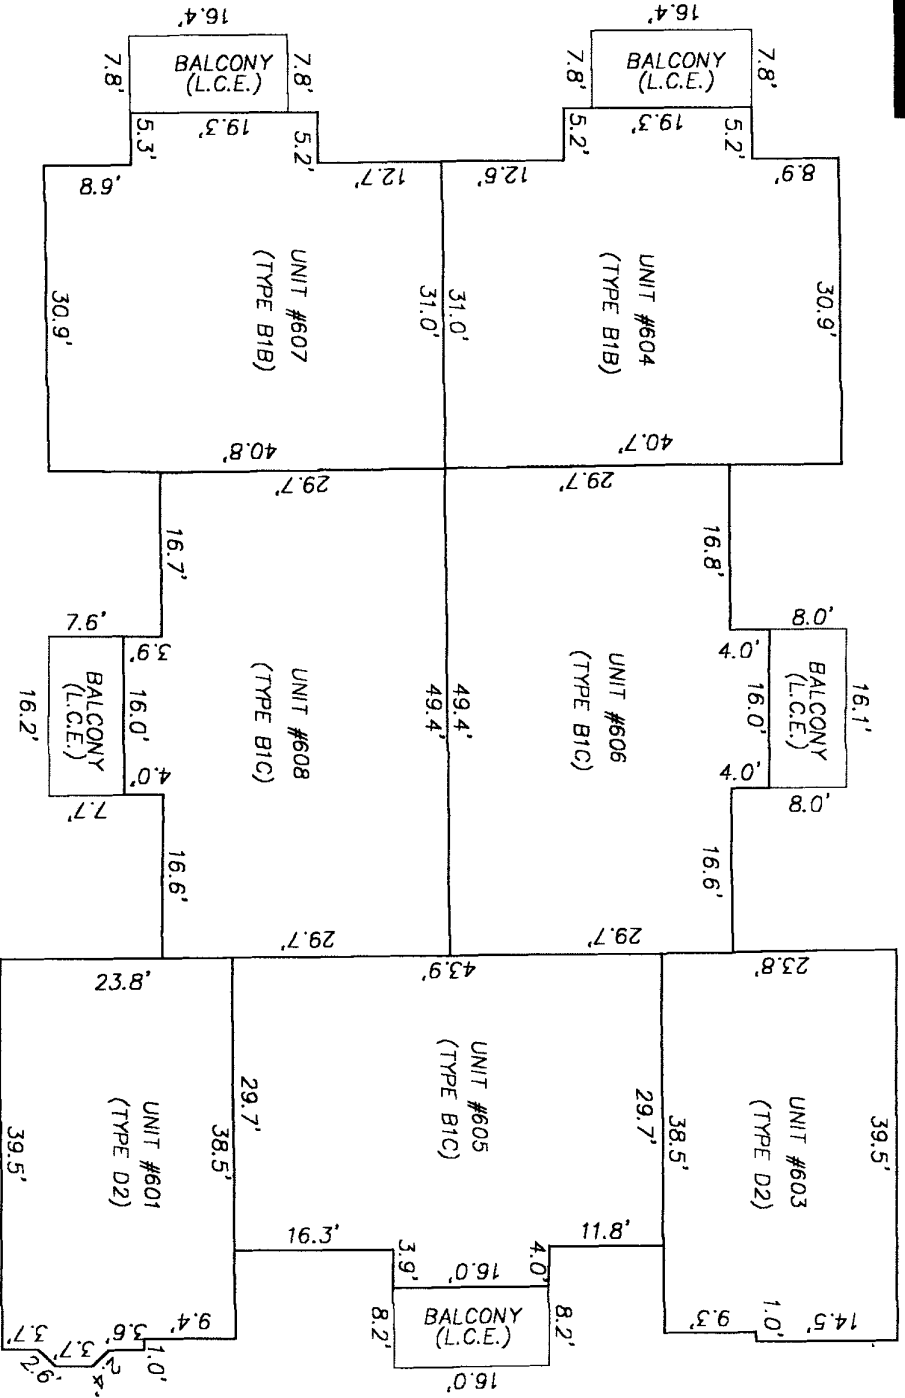 16.4'
7.8'
BALCONY
(L.C.E.)
7.8'
5.3'
19.3'
5.2'
8.9'
12.7'
UNIT #607
(TYPE B1B)
30.9'
31.0'
40.8'
16.4'
7.8'
BALCONY
(L.C.E.)
7.8'
5.2'
19.3'
5.2'
12.6'
8.9'
UNIT #604
(TYPE B1B)
31.0'
30.9'
40.7'
29.7'
16.7'
7.9'
3.9'
BALCONY
(L.C.E.)
16.2'
16.0'
4.0'
7.7'
UNIT #608
(TYPE B1C)
49.4'
16.6'
29.7'
29.7'
16.8'
8.0'
4.0'
BALCONY
(L.C.E.)
16.1'
16.0'
4.0'
8.0'
UNIT #606
(TYPE B1C)
49.4'
16.6'
29.7'
23.8'
UNIT #601
(TYPE D2)
39.5'
38.5'
9.4'
1.0'
3.6'
2.4'
3.7'
2.9'
3.7'
43.9'
UNIT #605
(TYPE B1C)
29.7'
29.7'
16.3'
3.9'
16.0'
4.0'
11.8'
8.2'
BALCONY
(L.C.E.)
8.2'
16.0'
23.8'
UNIT #603
(TYPE D2)
38.5'
39.5'
9.3'
1.0'
14.5'